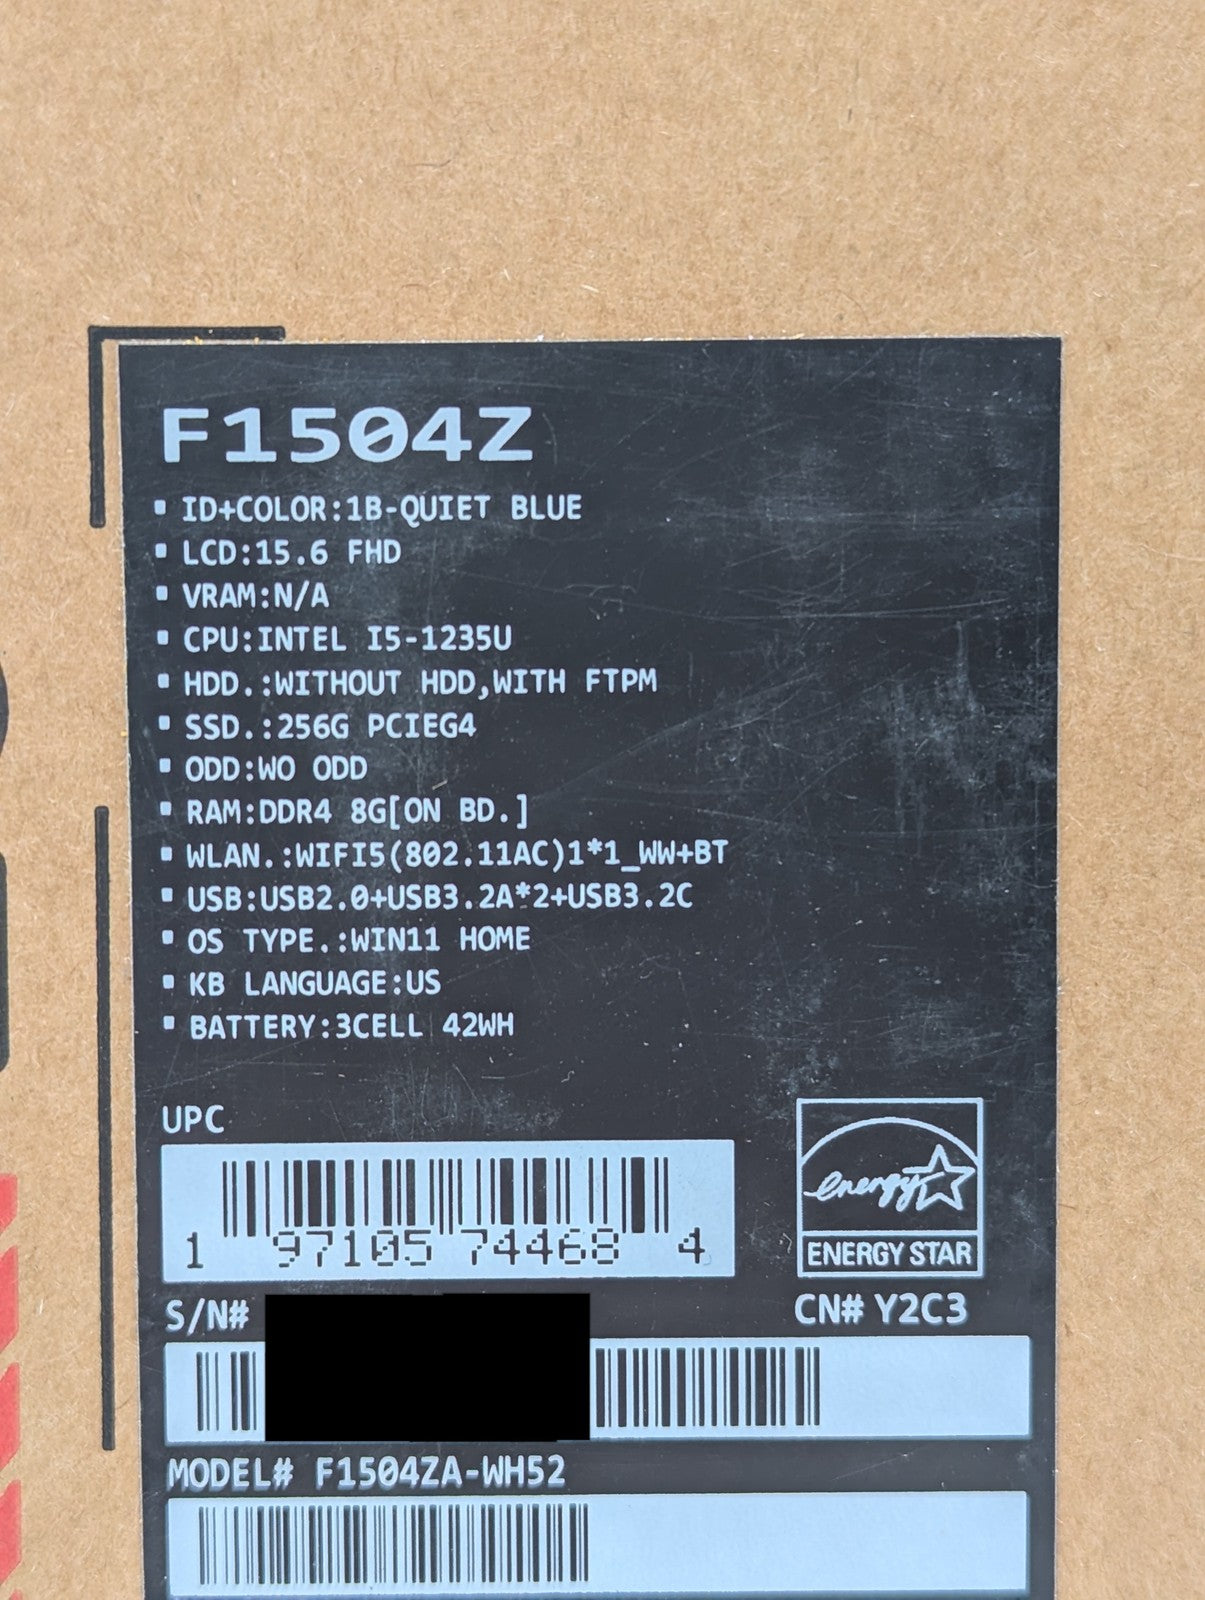 F1504Z
▪ ID+COLOR:1B-QUIET BLUE
▪ LCD:15.6 FHD
▪ VRAM:N/A
▪ CPU:INTEL I5-1235U
▪ HDD.:WITHOUT HDD,WITH FTPM
▪ SSD.:256G PCIEG4
▪ ODD:WO ODD
▪ RAM:DDR4 8G[ON BD.]
▪ WLAN.:WIFI5(802.11AC)1*1_WW+BT
▪ USB:USB2.0+USB3.2A*2+USB3.2C
▪ OS TYPE.:WIN11 HOME
▪ KB LANGUAGE:US
▪ BATTERY:3CELL 42WH
UPC
1 97105 74468 4
energy
ENERGY STAR
S/N#
CN# Y2C3
MODEL# F1504ZA-WH52